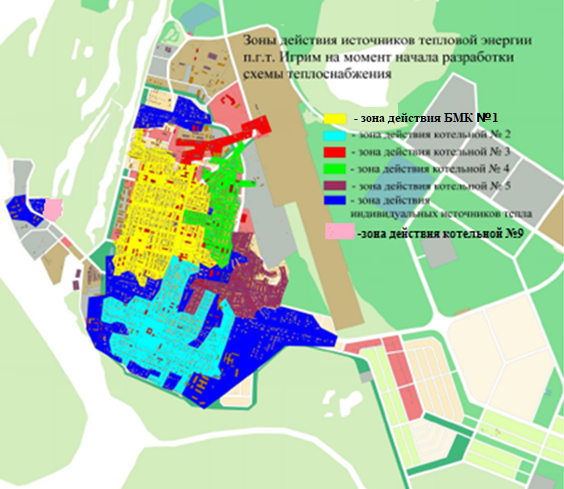 Зоны действия источников тепловой энергии
п.г.т. Игрим на момент начала разработки
схемы теплоснабжения
- зона действия БМК №1
- зона действия котельной № 2
- зона действия котельной № 3
- зона действия котельной № 4
- зона действия котельной № 5
- зона действия
индивидуальных источников тепла
-зона действия котельной №9